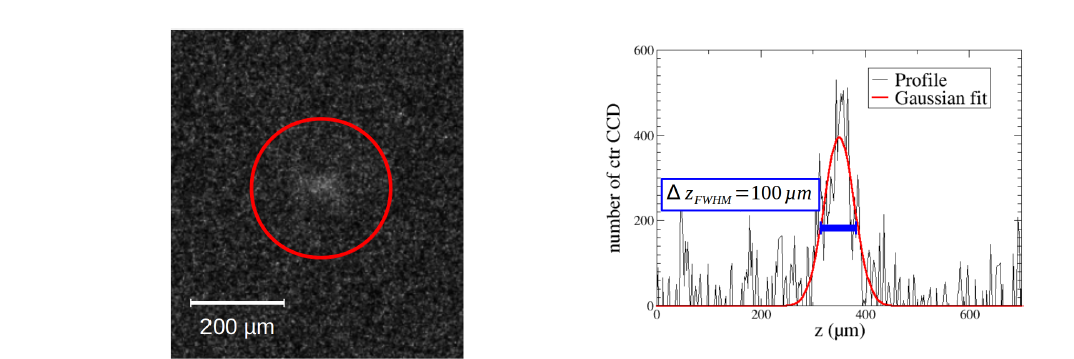 200 µm
600
400
200
0
0
200
400
600
number of ctr CCD
z (µm)
Profile
Gaussian fit
Δ z_FWHM = 100 µm